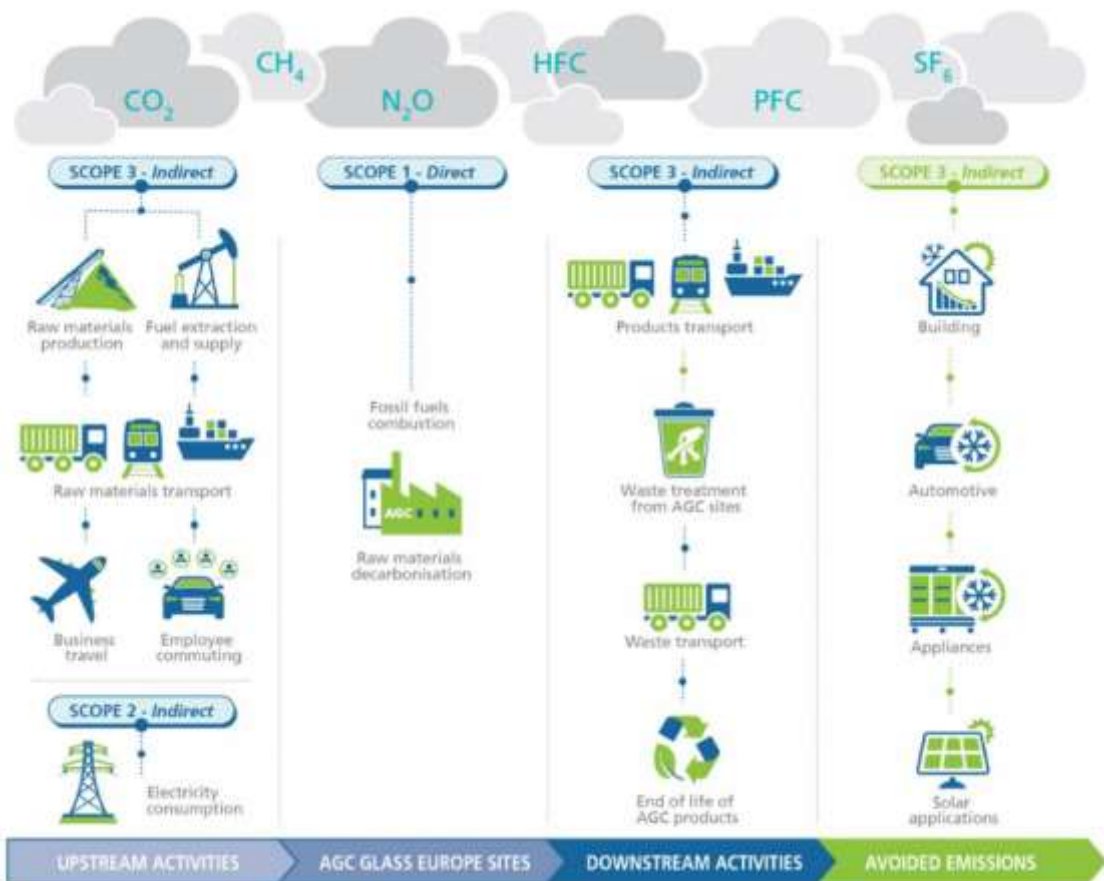 CO₂
CH₄
N₂O
HFC
PFC
SF₆
SCOPE 3 - Indirect
Raw materials
production
Fuel extraction
and supply
Raw materials transport
Business
travel
Employee
commuting
SCOPE 2 - Indirect
Electricity
consumption
SCOPE 1 - Direct
Fossil fuels
combustion
AGC
Raw materials
decarbonisation
SCOPE 3 - Indirect
Products transport
Waste treatment
from AGC sites
Waste transport
End of life of
AGC products
SCOPE 3 - Indirect
Building
Automotive
Appliances
Solar
applications
UPSTREAM ACTIVITIES
AGC GLASS EUROPE SITES
DOWNSTREAM ACTIVITIES
AVOIDED EMISSIONS